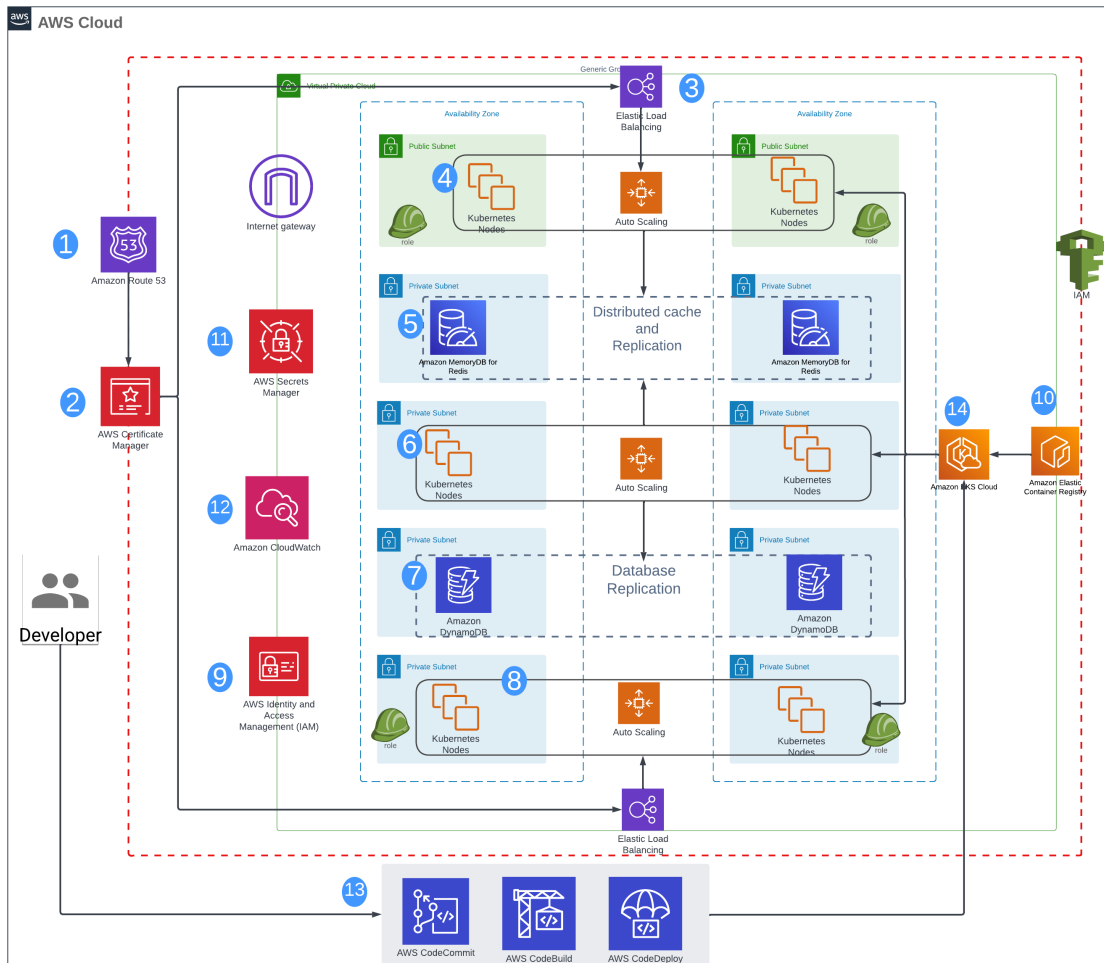 aws
AWS Cloud
Generic Gro
Virtual Private Cloud
3
Elastic Load
Balancing
Availability Zone
Availability Zone
Public Subnet
Public Subnet
4
Kubernetes
Nodes
role
Auto Scaling
Kubernetes
Nodes
role
Internet gateway
1
53
Amazon Route 53
IAM
Private Subnet
Private Subnet
5
Amazon MemoryDB for
Redis
Distributed cache
and
Replication
Amazon MemoryDB for
Redis
11
AWS Secrets
Manager
2
AWS Certificate
Manager
Private Subnet
Private Subnet
6
Kubernetes
Nodes
Auto Scaling
Kubernetes
Nodes
14
K
Amazon EKS Cloud
10
Amazon Elastic
Container Registry
12
Amazon CloudWatch
Private Subnet
Private Subnet
7
Amazon
DynamoDB
Database
Replication
Amazon
DynamoDB
Developer
9
AWS Identity and
Access
Management (IAM)
Private Subnet
Private Subnet
8
role
Kubernetes
Nodes
Auto Scaling
Kubernetes
Nodes
role
Elastic Load
Balancing
13
</>
AWS CodeCommit
</>
AWS CodeBuild
</>
AWS CodeDeploy